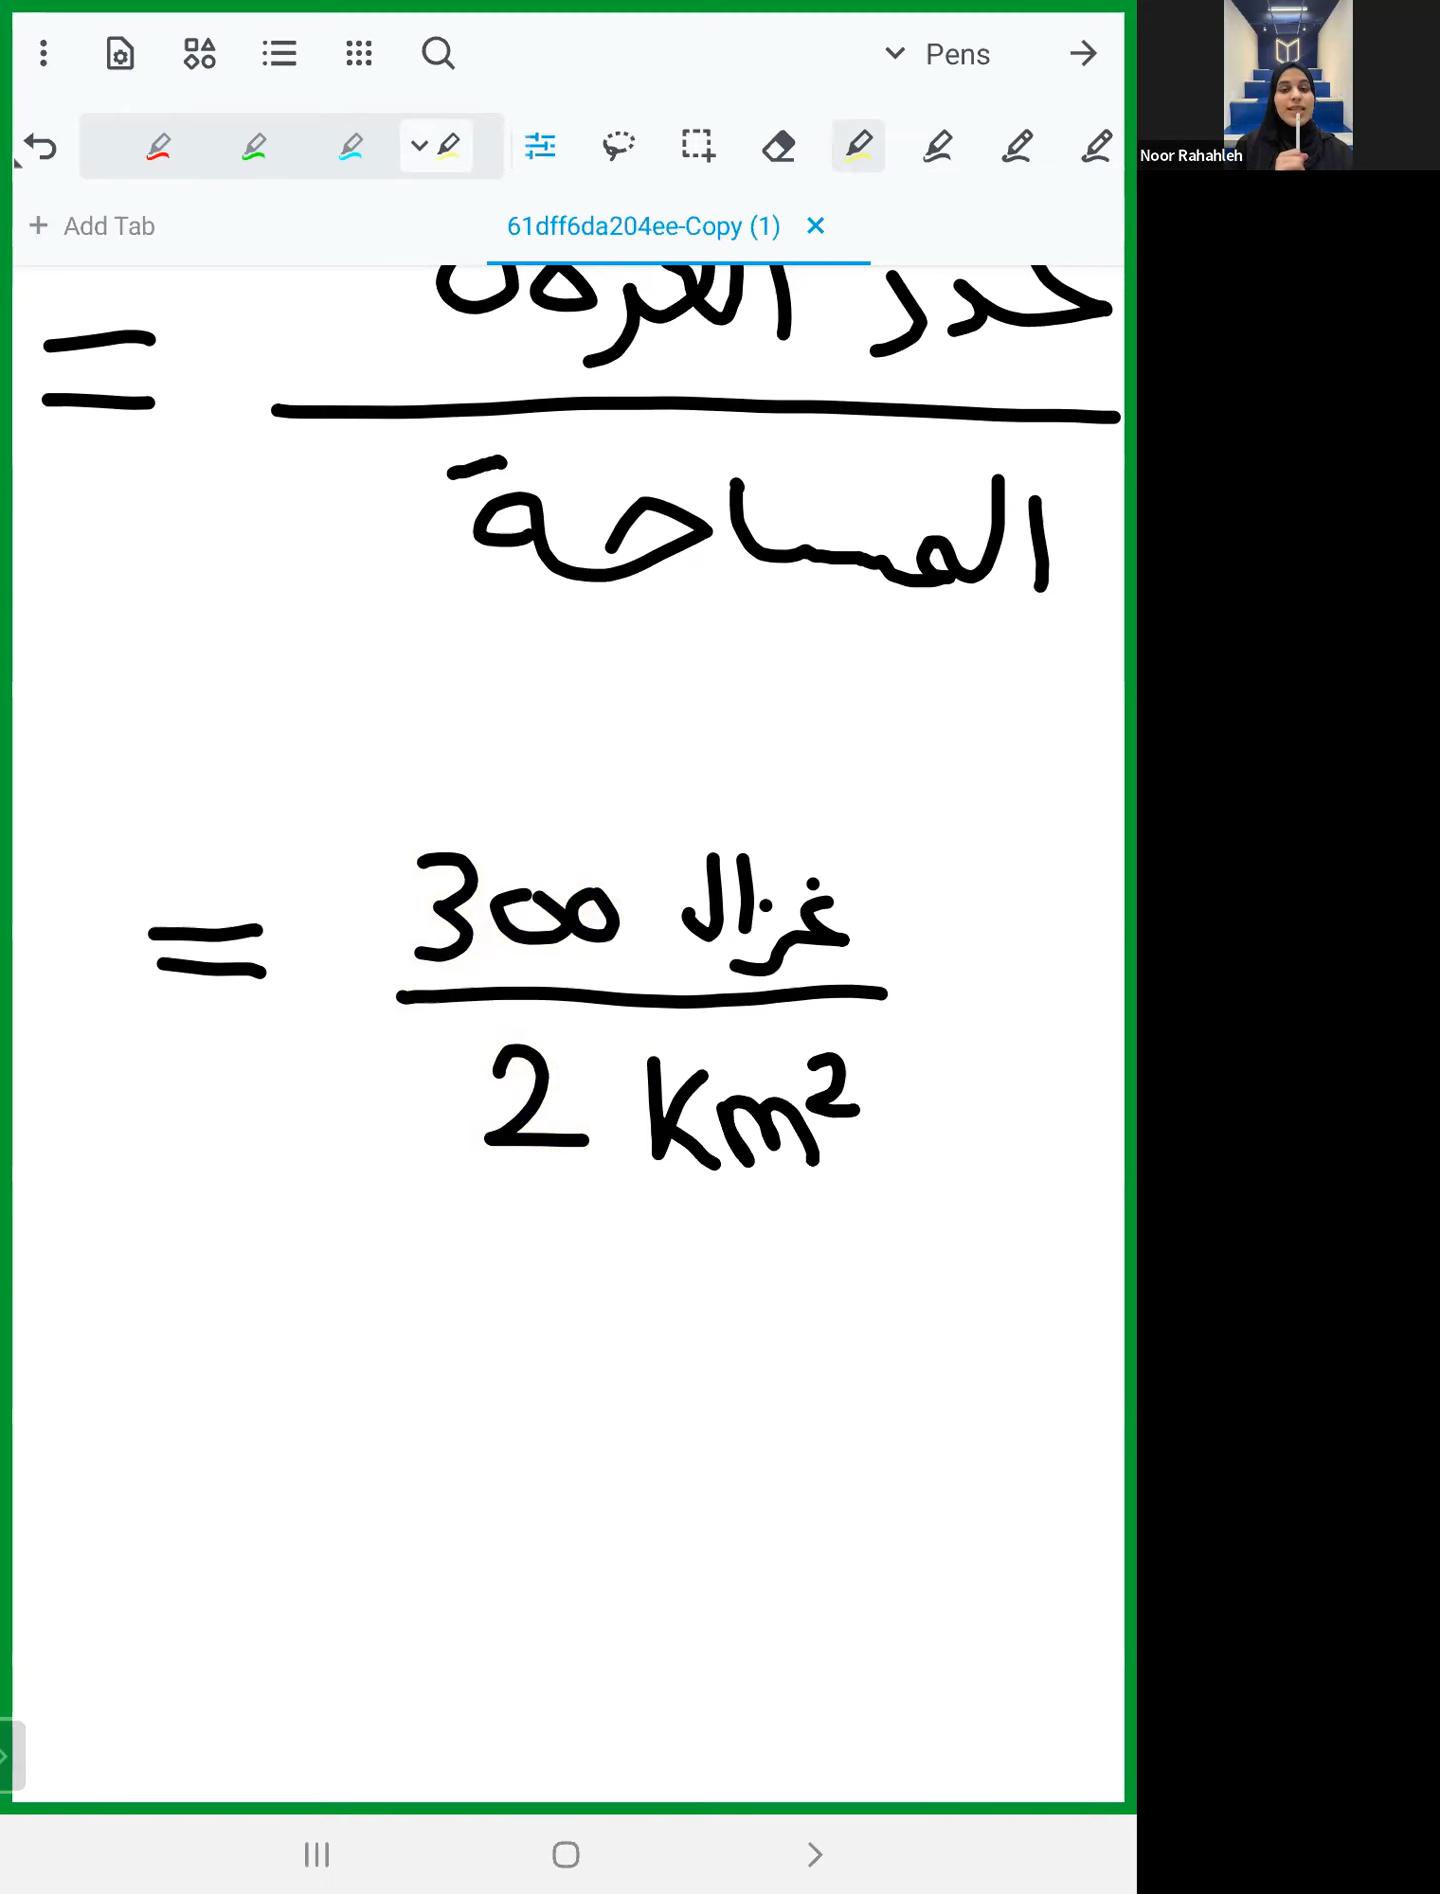 Pens
Noor Rahahleh
+ Add Tab
61dff6da204ee-Copy (1) ×
=
المساحة
= 300 غزال
2 Km²